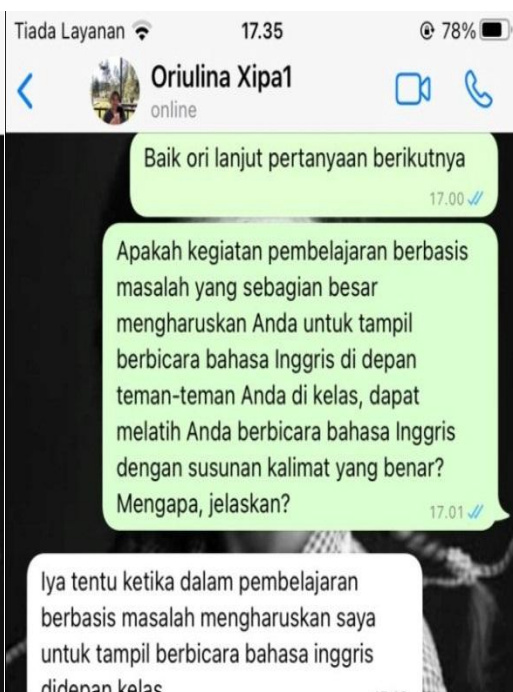 Tiada Layanan 17.35 78%
Oriulina Xipa1
online
Baik ori lanjut pertanyaan berikutnya
17.00
Apakah kegiatan pembelajaran berbasis
masalah yang sebagian besar
mengharuskan Anda untuk tampil
berbicara bahasa Inggris di depan
teman-teman Anda di kelas, dapat
melatih Anda berbicara bahasa Inggris
dengan susunan kalimat yang benar?
Mengapa, jelaskan?
17.01
Iya tentu ketika dalam pembelajaran
berbasis masalah mengharuskan saya
untuk tampil berbicara bahasa inggris
didepan kelas